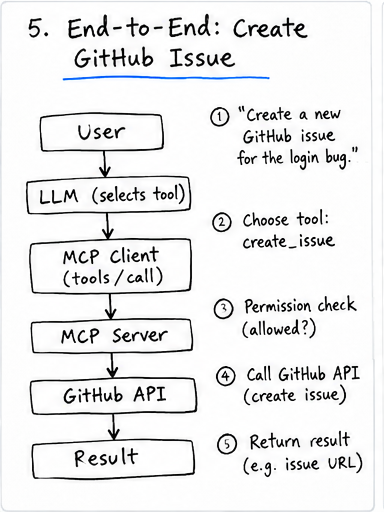 5. End-to-End: Create
GitHub Issue
User
LLM (selects tool)
MCP Client
(tools/call)
MCP Server
GitHub API
Result
① "Create a new
GitHub issue
for the login bug."
② Choose tool:
create_issue
③ Permission check
(allowed?)
④ Call GitHub API
(create issue)
⑤ Return result
(e.g. issue URL)